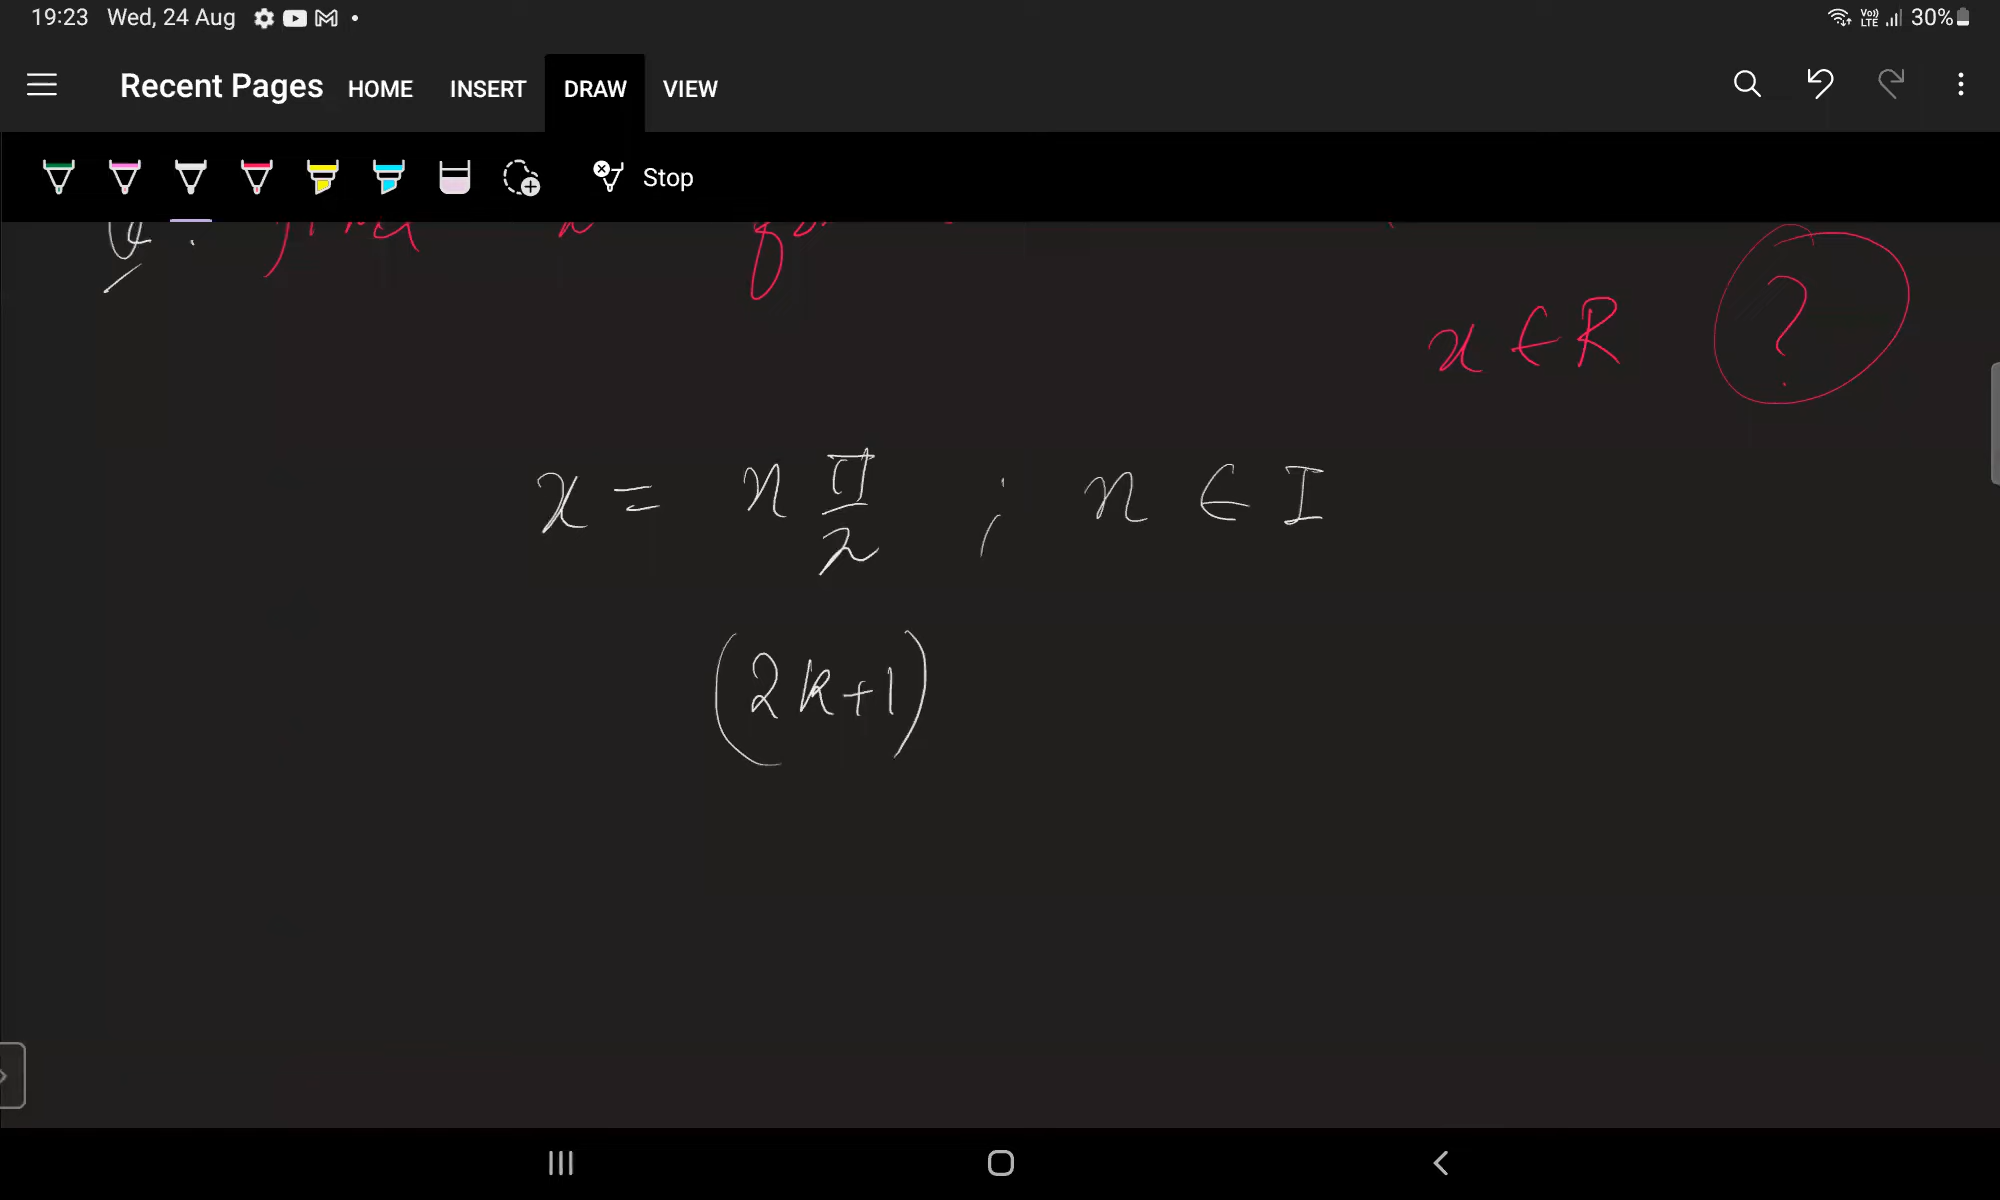 19:23 Wed, 24 Aug 30%
Recent Pages HOME INSERT DRAW VIEW
Stop
x ∈ R ?
x = n π/2 ; n ∈ I
(2k+1)